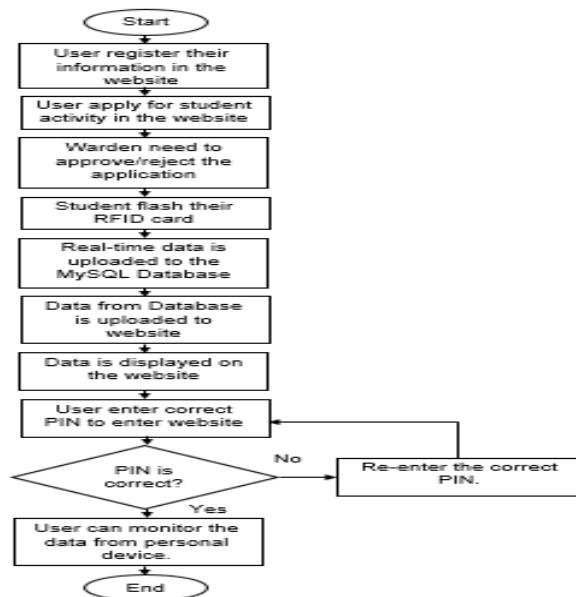 Start
User register their
information in the
website
User apply for student
activity in the website
Warden need to
approve/reject the
application
Student flash their
RFID card
Real-time data is
uploaded to the
MySQL Database
Data from Database
is uploaded to
website
Data is displayed on
the website
User enter correct
PIN to enter website
PIN is
correct?
No
Re-enter the correct
PIN.
Yes
User can monitor the
data from personal
device.
End